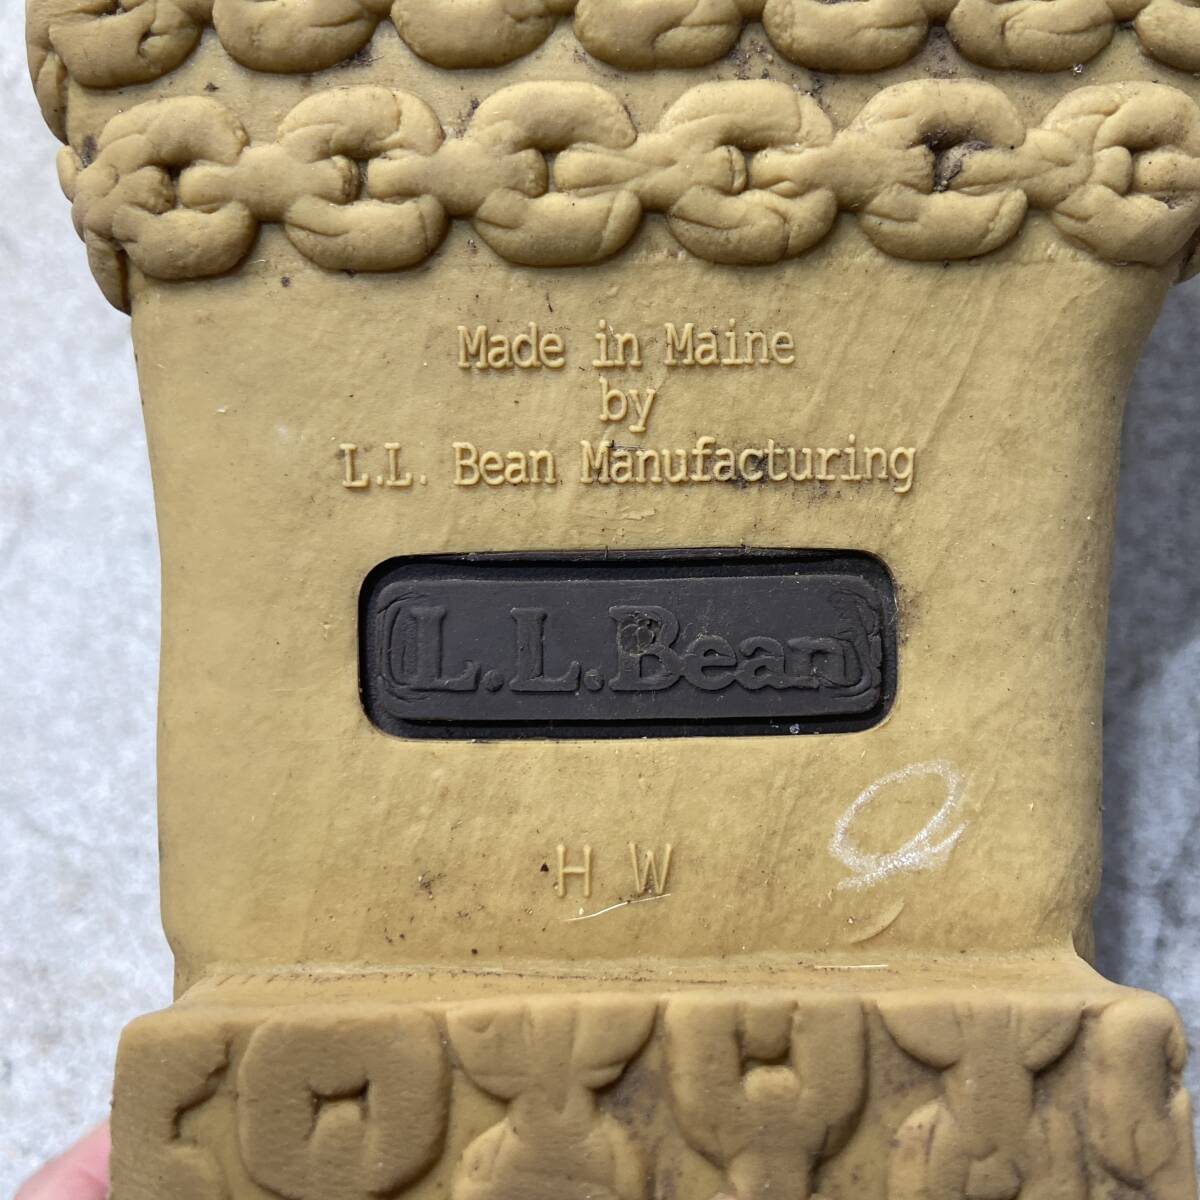 Made in Maine
by
L.L. Bean Manufacturing
L.L.Bean
H W